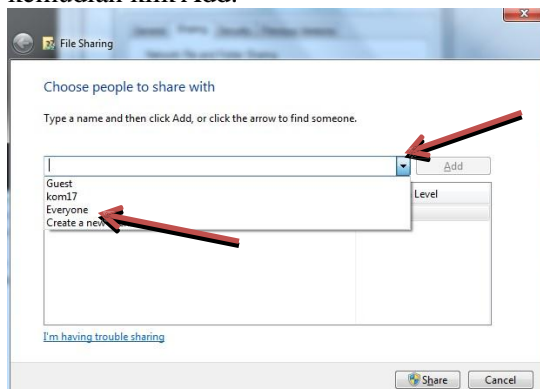 kemudian klik Add.
File Sharing
Choose people to share with
Type a name and then click Add, or click the arrow to find someone.
Add
Guest
kom17
Everyone
Create a new
Level
I'm having trouble sharing
Share Cancel